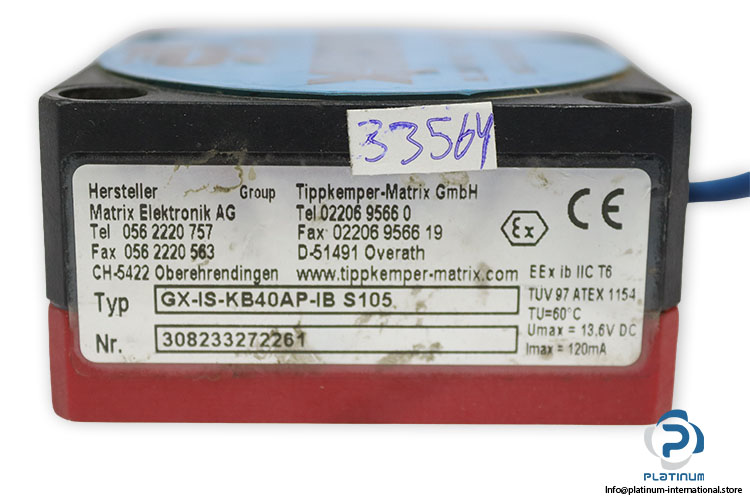 33564
Hersteller Group Tippkemper-Matrix GmbH
Matrix Elektronik AG Tel 02206 9566 0
Tel 056 2220 757 Fax 02206 9566 19
Fax 056 2220 563 D-51491 Overath
CH-5422 Oberehrendingen www.tippkemper-matrix.com
Typ GX-IS-KB40AP-IB S105
Nr. 308233272261
Ex CE
EEx ib IIC T6
TUV 97 ATEX 1154
TU=60°C
Umax = 13,6V DC
Imax = 120mA
PLATINUM
Info@platinum-international.store